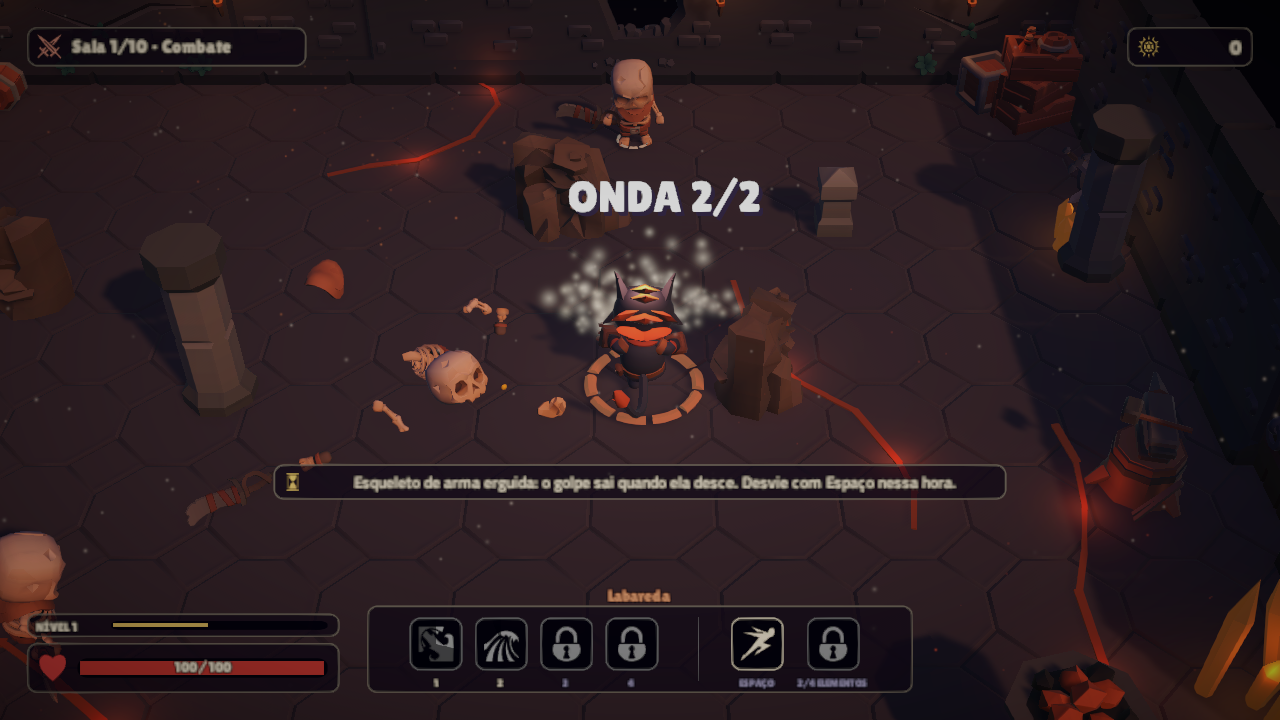 Sala 1/10 - Combate
0
ONDA 2/2
Esqueleto de arma erguida: o golpe sai quando ela desce. Desvie com Espaço nessa hora.
Labareda
NÍVEL 1
100/100
1
2
3
4
ESPAÇO
2/4 ELEMENTOS